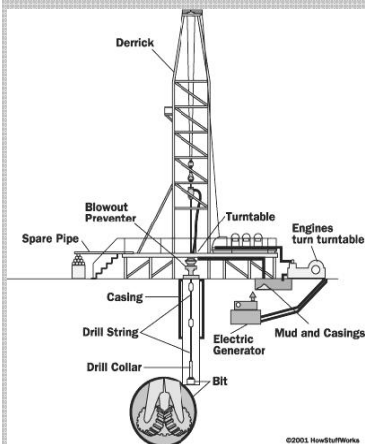 Derrick
Blowout
Preventer
Turntable
Spare Pipe
Engines
turn turntable
Casing
Drill String
Mud and Casings
Electric
Generator
Drill Collar
Bit
©2001 HowStuffWorks